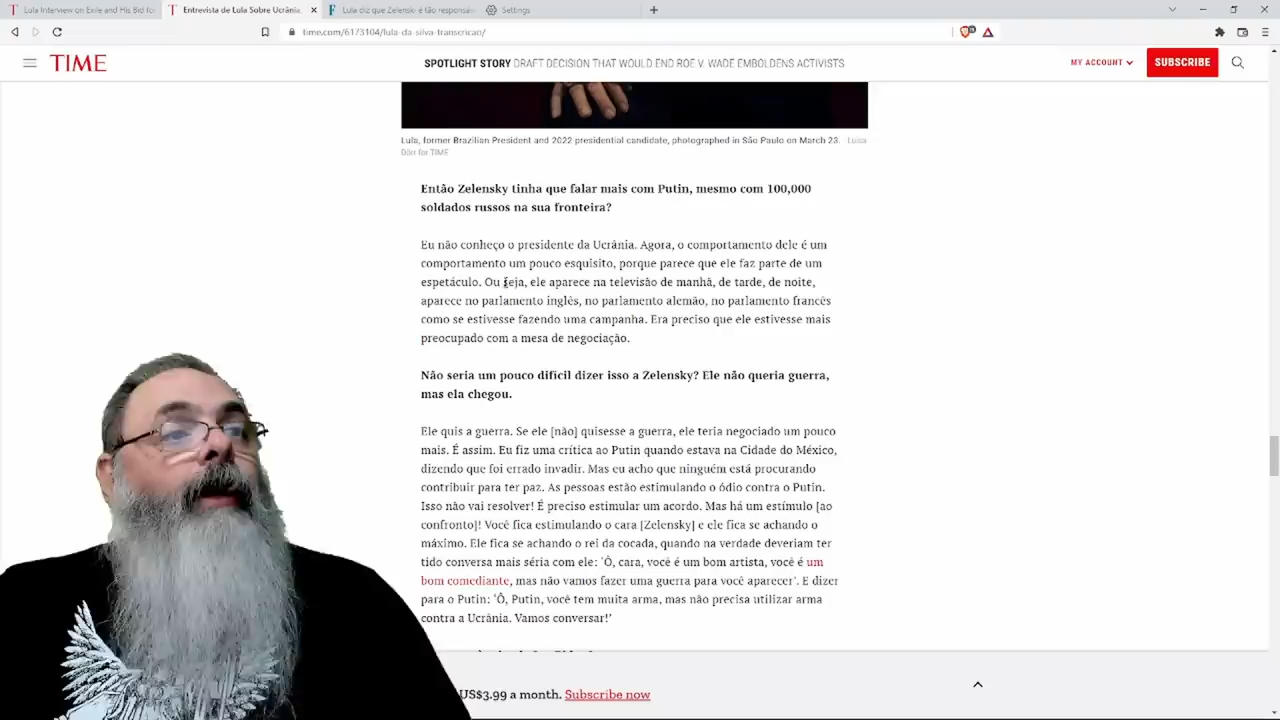 Lula Interview on Exile and His Bid for
Entrevista de Lula Sobre Ucrânia,
Lula diz que Zelenski é tão responsáv
Settings
time.com/6173104/lula-da-silva-transcricao/
TIME
SPOTLIGHT STORY DRAFT DECISION THAT WOULD END ROE V. WADE EMBOLDENS ACTIVISTS
MY ACCOUNT
SUBSCRIBE
Lula, former Brazilian President and 2022 presidential candidate, photographed in São Paulo on March 23. Luisa
Dörr for TIME
Então Zelensky tinha que falar mais com Putin, mesmo com 100,000
soldados russos na sua fronteira?
Eu não conheço o presidente da Ucrânia. Agora, o comportamento dele é um
comportamento um pouco esquisito, porque parece que ele faz parte de um
espetáculo. Ou seja, ele aparece na televisão de manhã, de tarde, de noite,
aparece no parlamento inglês, no parlamento alemão, no parlamento francês
como se estivesse fazendo uma campanha. Era preciso que ele estivesse mais
preocupado com a mesa de negociação.
Não seria um pouco difícil dizer isso a Zelensky? Ele não queria guerra,
mas ela chegou.
Ele quis a guerra. Se ele [não] quisesse a guerra, ele teria negociado um pouco
mais. É assim. Eu fiz uma crítica ao Putin quando estava na Cidade do México,
dizendo que foi errado invadir. Mas eu acho que ninguém está procurando
contribuir para ter paz. As pessoas estão estimulando o ódio contra o Putin.
Isso não vai resolver! É preciso estimular um acordo. Mas há um estímulo [ao
confronto]! Você fica estimulando o cara [Zelensky] e ele fica se achando o
máximo. Ele fica se achando o rei da cocada, quando na verdade deveriam ter
tido conversa mais séria com ele: 'Ô, cara, você é um bom artista, você é um
bom comediante, mas não vamos fazer uma guerra para você aparecer'. E dizer
para o Putin: 'Ô, Putin, você tem muita arma, mas não precisa utilizar arma
contra a Ucrânia. Vamos conversar!'
US$3.99 a month. Subscribe now